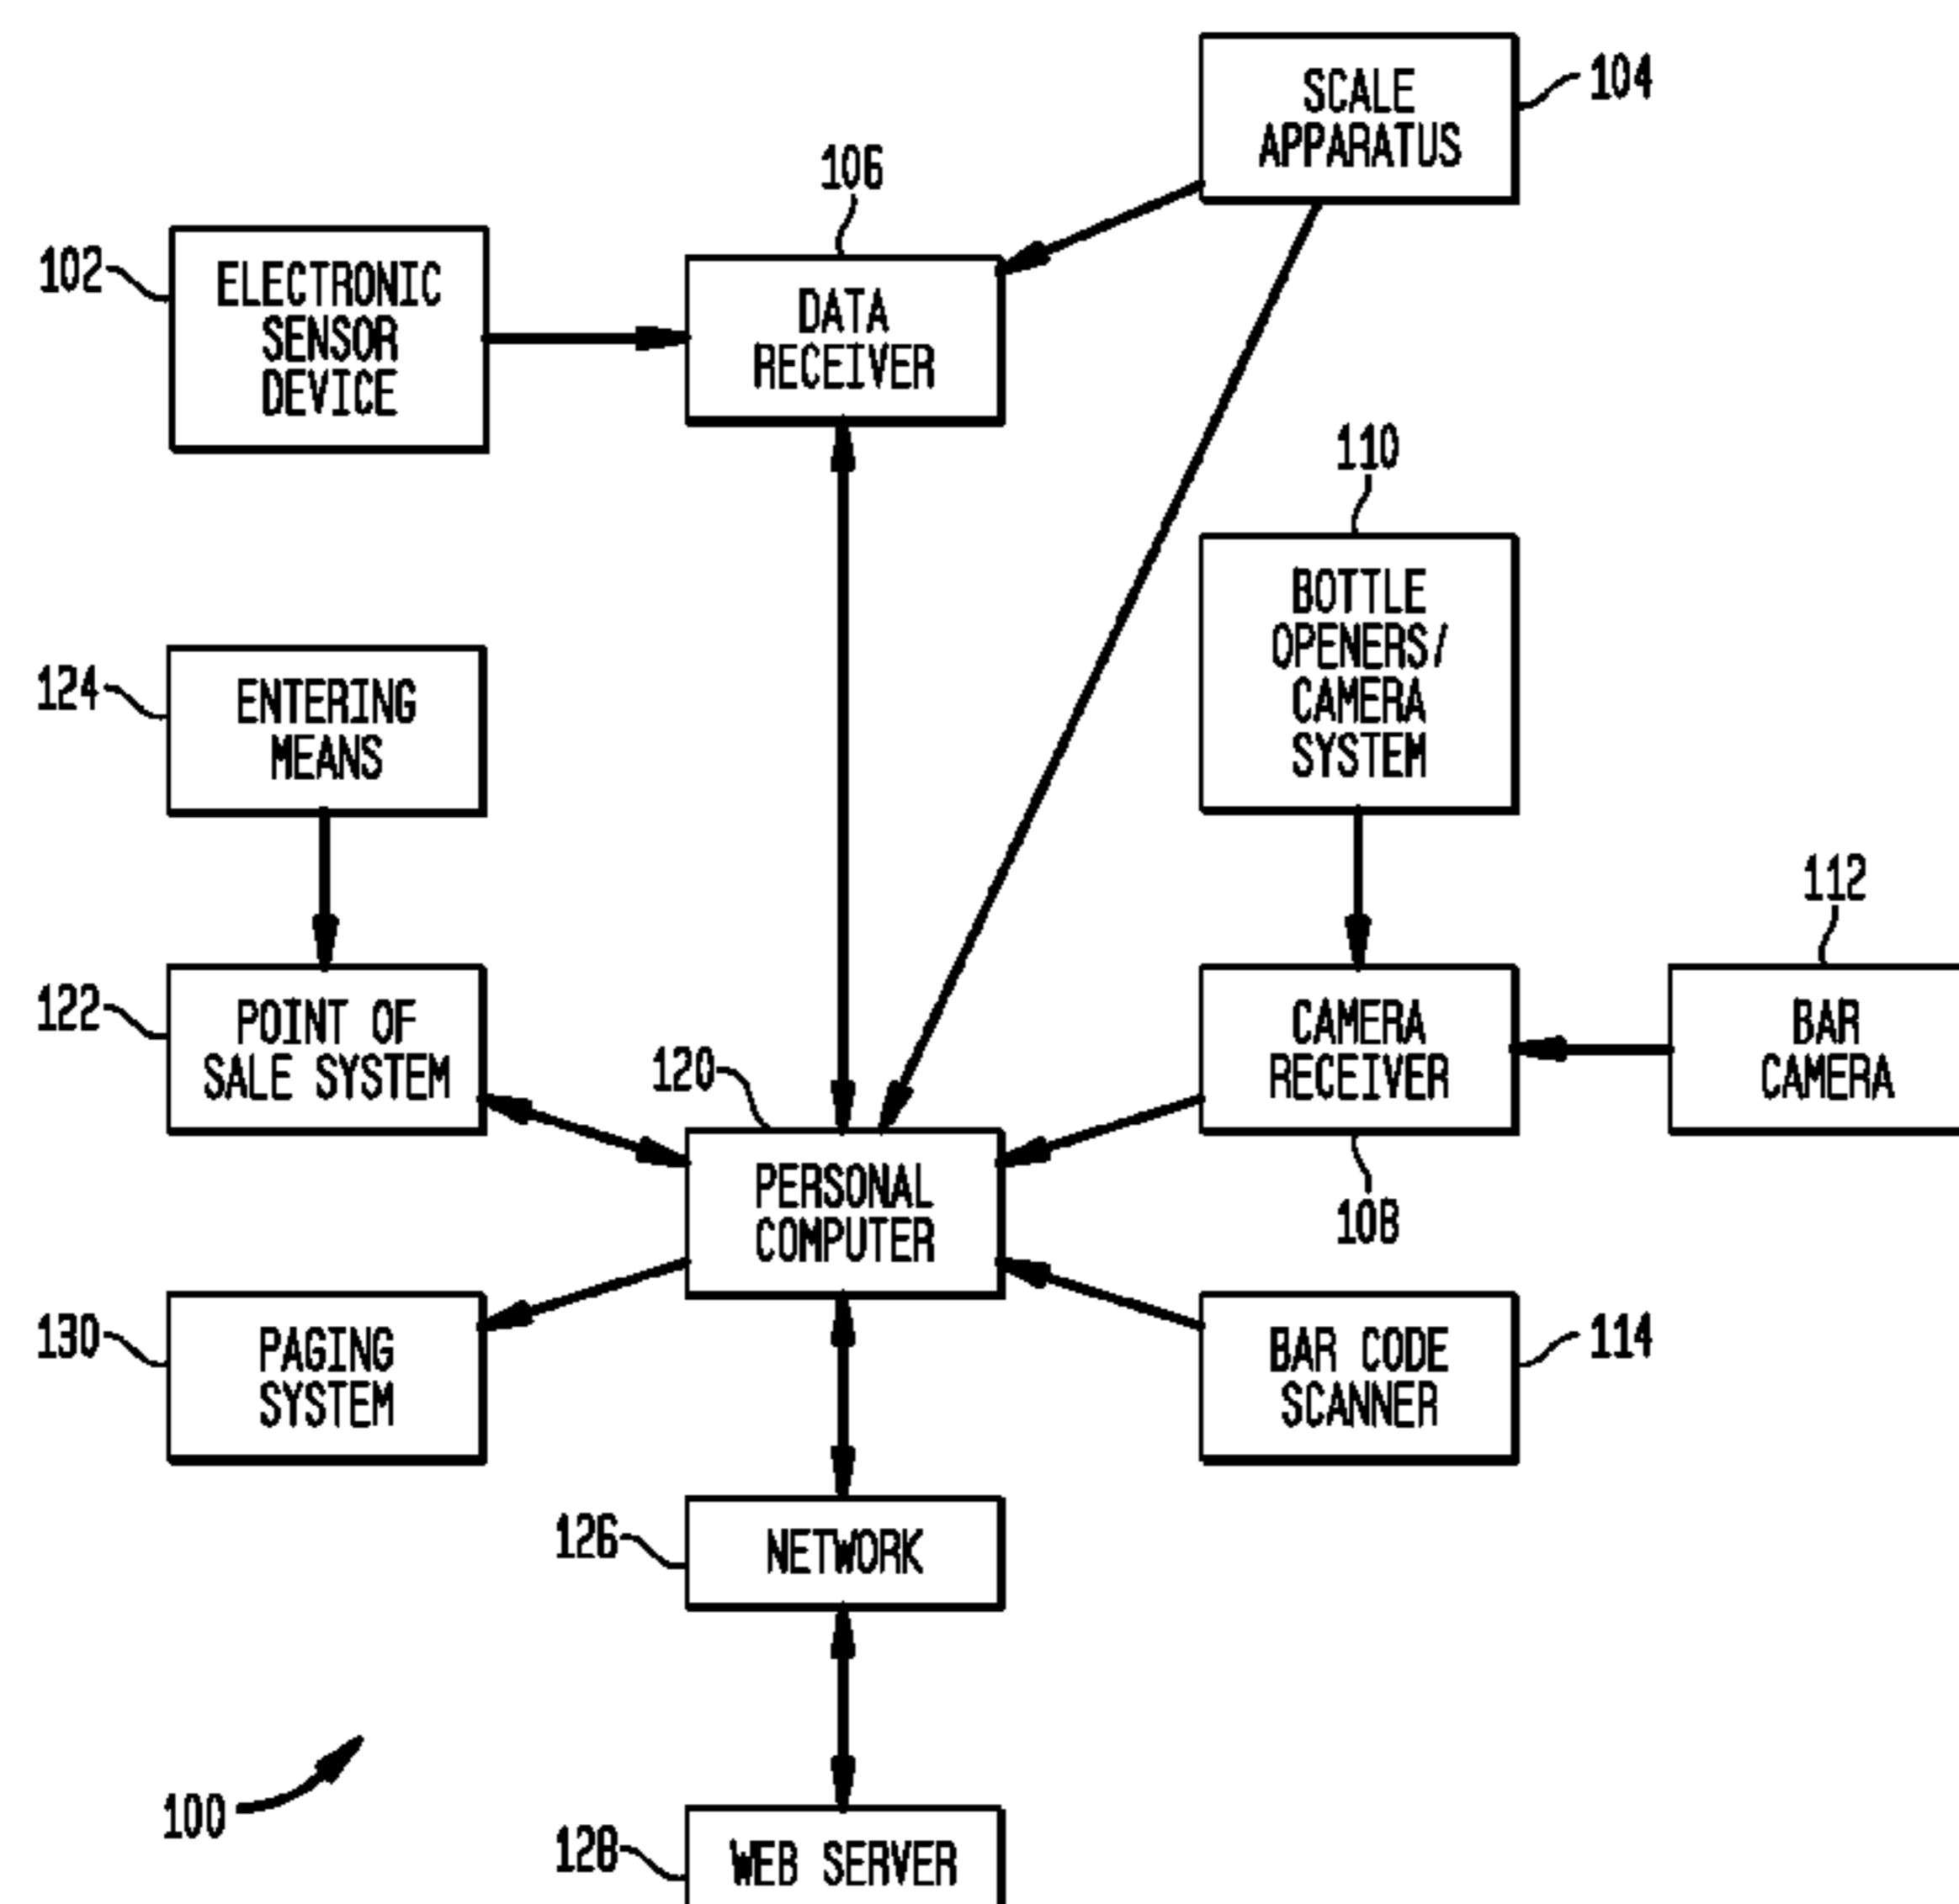 104
SCALE
APPARATUS
106
102
ELECTRONIC
SENSOR
DEVICE
DATA
RECEIVER
110
BOTTLE
OPENERS/
CAMERA
SYSTEM
124
ENTERING
MEANS
112
122
POINT OF
SALE SYSTEM
CAMERA
RECEIVER
BAR
CAMERA
120
PERSONAL
COMPUTER
108
130
PAGING
SYSTEM
BAR CODE
SCANNER
114
126
NETWORK
100
128
WEB SERVER